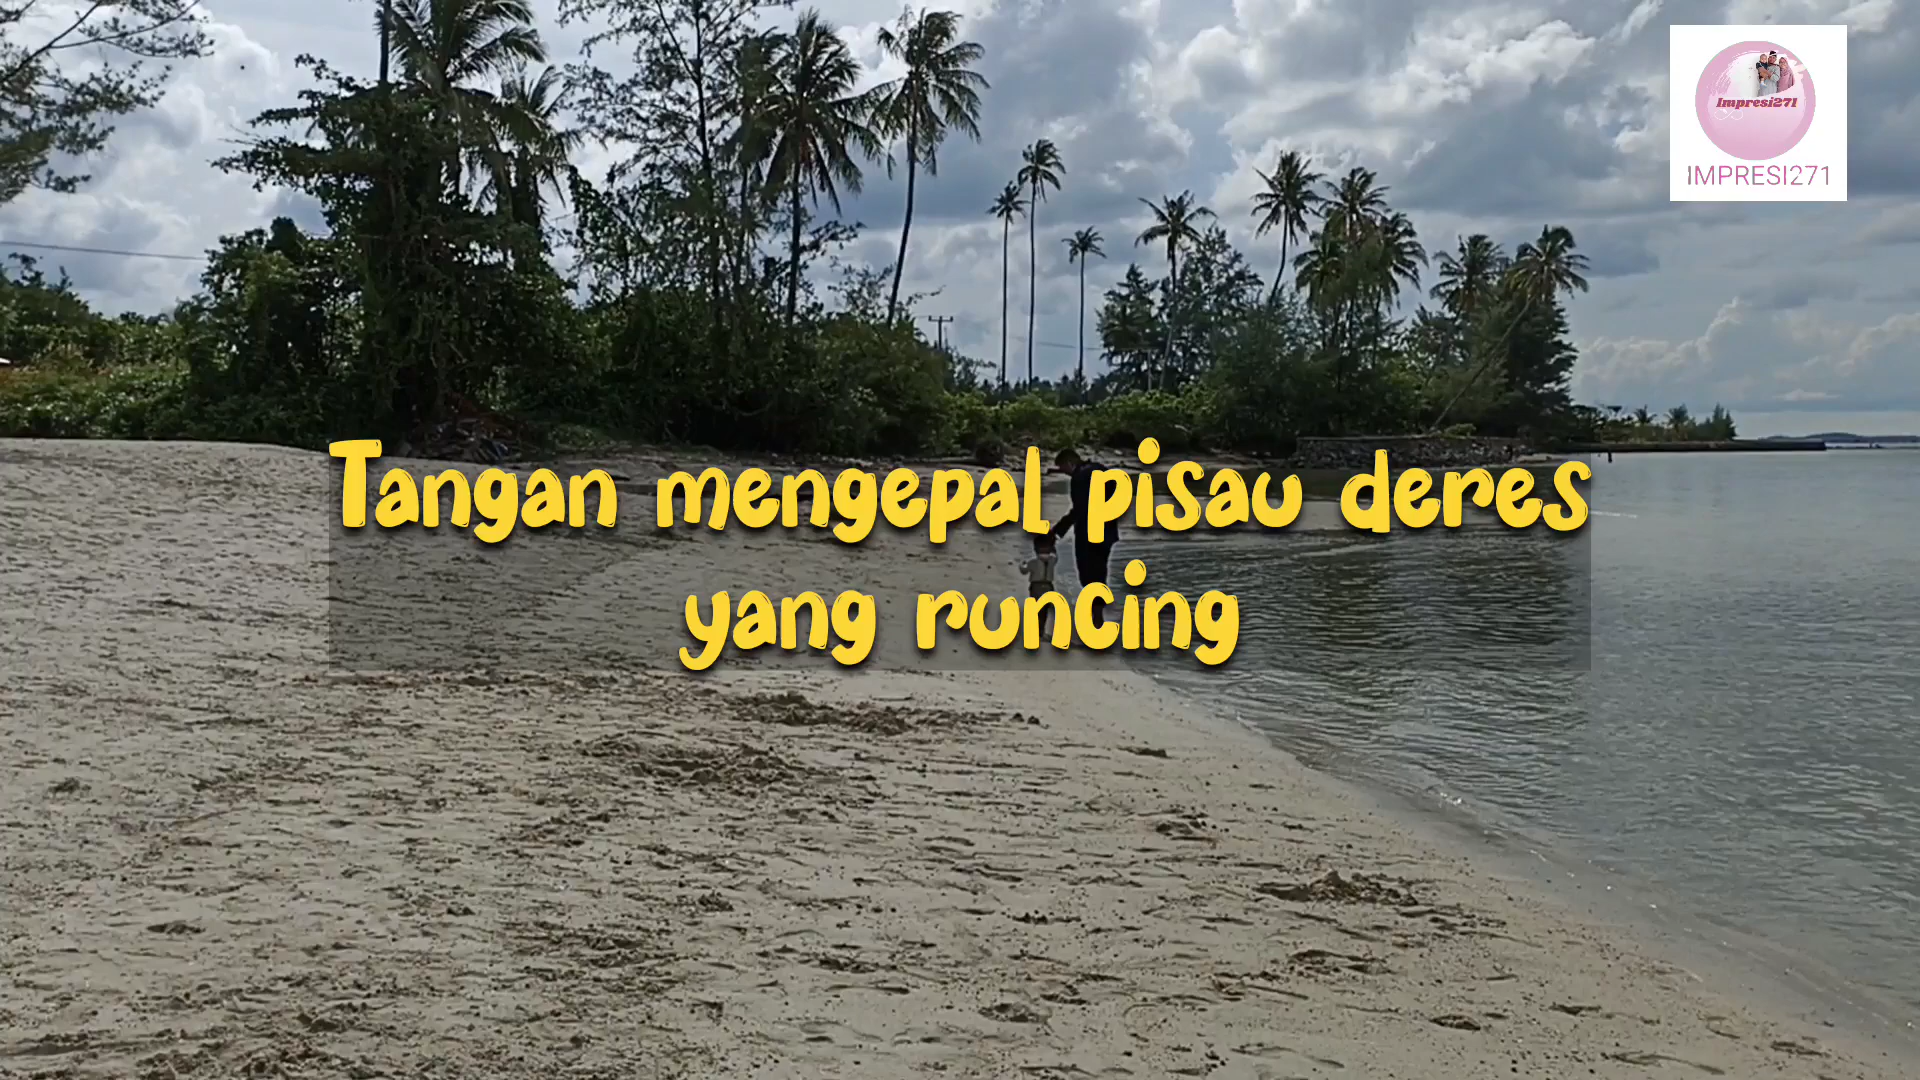 Impresi271
IMPRESI271
Tangan mengepal pisau deres
yang runcing